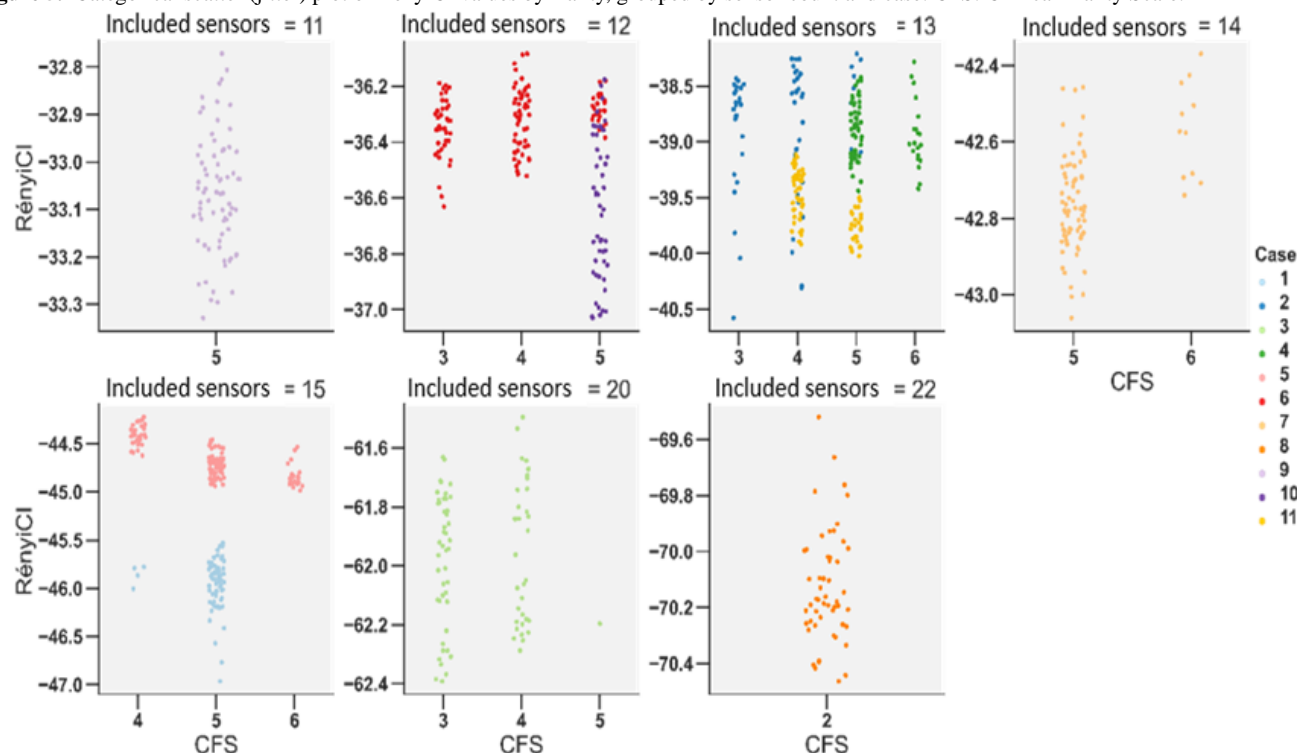 Included sensors = 11
RényiCI
−32.8
−32.9
−33.0
−33.1
−33.2
−33.3
5
Included sensors = 12
−36.2
−36.4
−36.6
−36.8
−37.0
3 4 5
Included sensors = 13
−38.5
−39.0
−39.5
−40.0
−40.5
3 4 5 6
Included sensors = 14
−42.4
−42.6
−42.8
−43.0
5 6
CFS
Case
1
2
3
4
5
6
7
8
9
10
11
Included sensors = 15
RényiCI
−44.5
−45.0
−45.5
−46.0
−46.5
−47.0
4 5 6
CFS
Included sensors = 20
−61.6
−61.8
−62.0
−62.2
−62.4
3 4 5
CFS
Included sensors = 22
−69.6
−69.8
−70.0
−70.2
−70.4
2
CFS